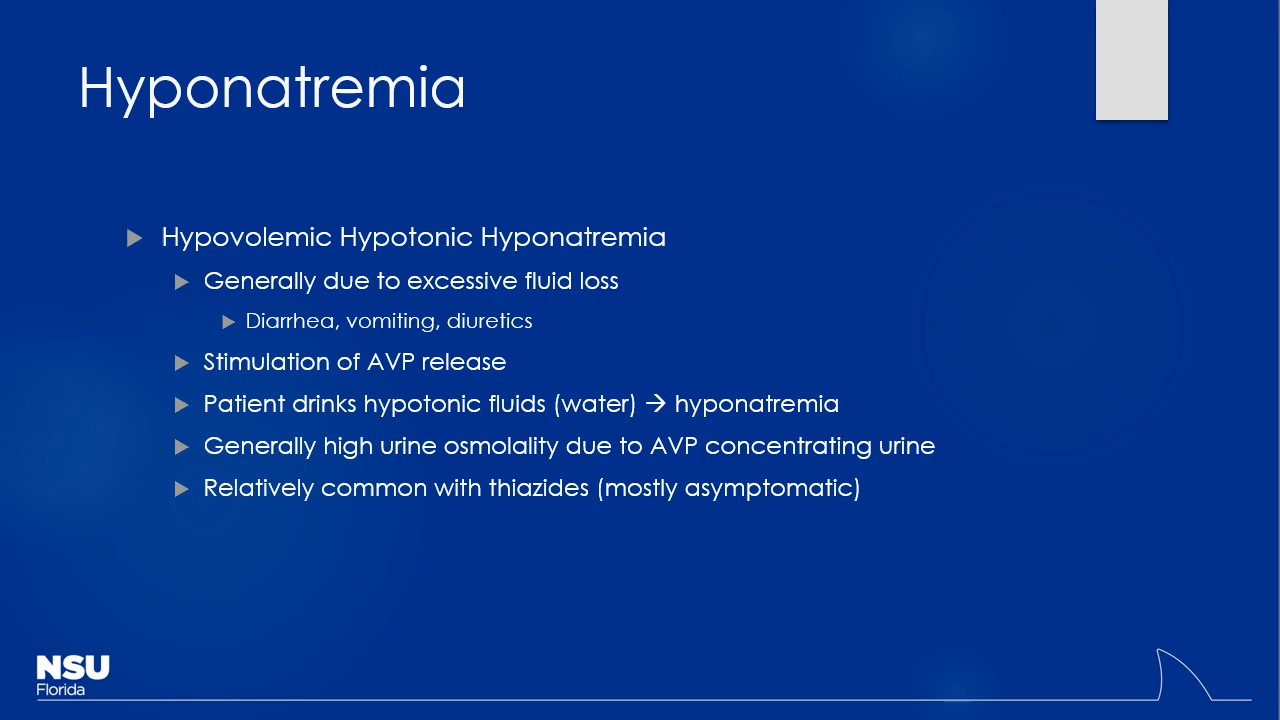 Hyponatremia
Hypovolemic Hypotonic Hyponatremia
Generally due to excessive fluid loss
Diarrhea, vomiting, diuretics
Stimulation of AVP release
Patient drinks hypotonic fluids (water) → hyponatremia
Generally high urine osmolality due to AVP concentrating urine
Relatively common with thiazides (mostly asymptomatic)
NSU
Florida